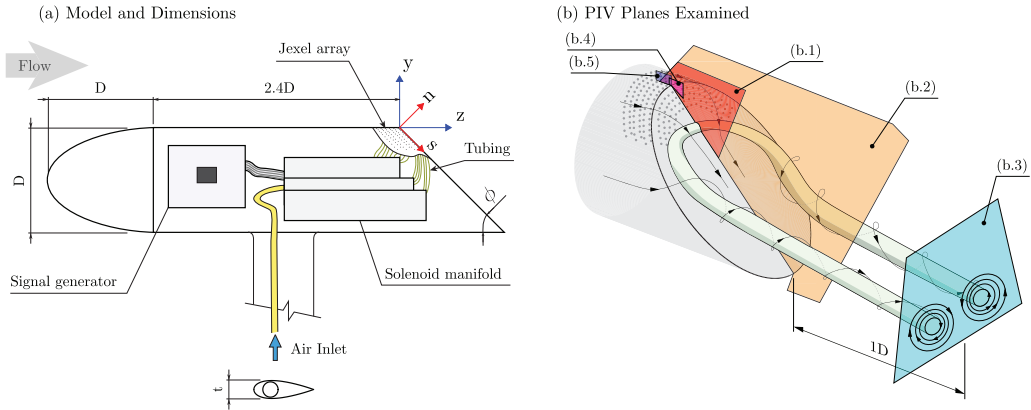 (a) Model and Dimensions
Jexel array
Flow
D
2.4D
y
n
z
s
Tubing
D
ϕ
Signal generator
Solenoid manifold
Air Inlet
t
(b) PIV Planes Examined
(b.4)
(b.5)
(b.1)
(b.2)
(b.3)
1D